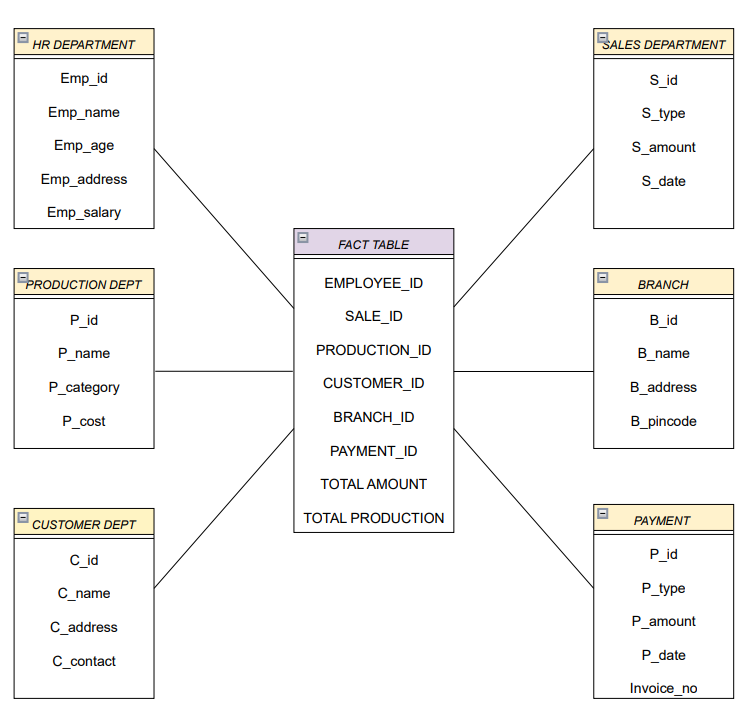 HR DEPARTMENT
Emp_id
Emp_name
Emp_age
Emp_address
Emp_salary
PRODUCTION DEPT
P_id
P_name
P_category
P_cost
CUSTOMER DEPT
C_id
C_name
C_address
C_contact
FACT TABLE
EMPLOYEE_ID
SALE_ID
PRODUCTION_ID
CUSTOMER_ID
BRANCH_ID
PAYMENT_ID
TOTAL AMOUNT
TOTAL PRODUCTION
SALES DEPARTMENT
S_id
S_type
S_amount
S_date
BRANCH
B_id
B_name
B_address
B_pincode
PAYMENT
P_id
P_type
P_amount
P_date
Invoice_no